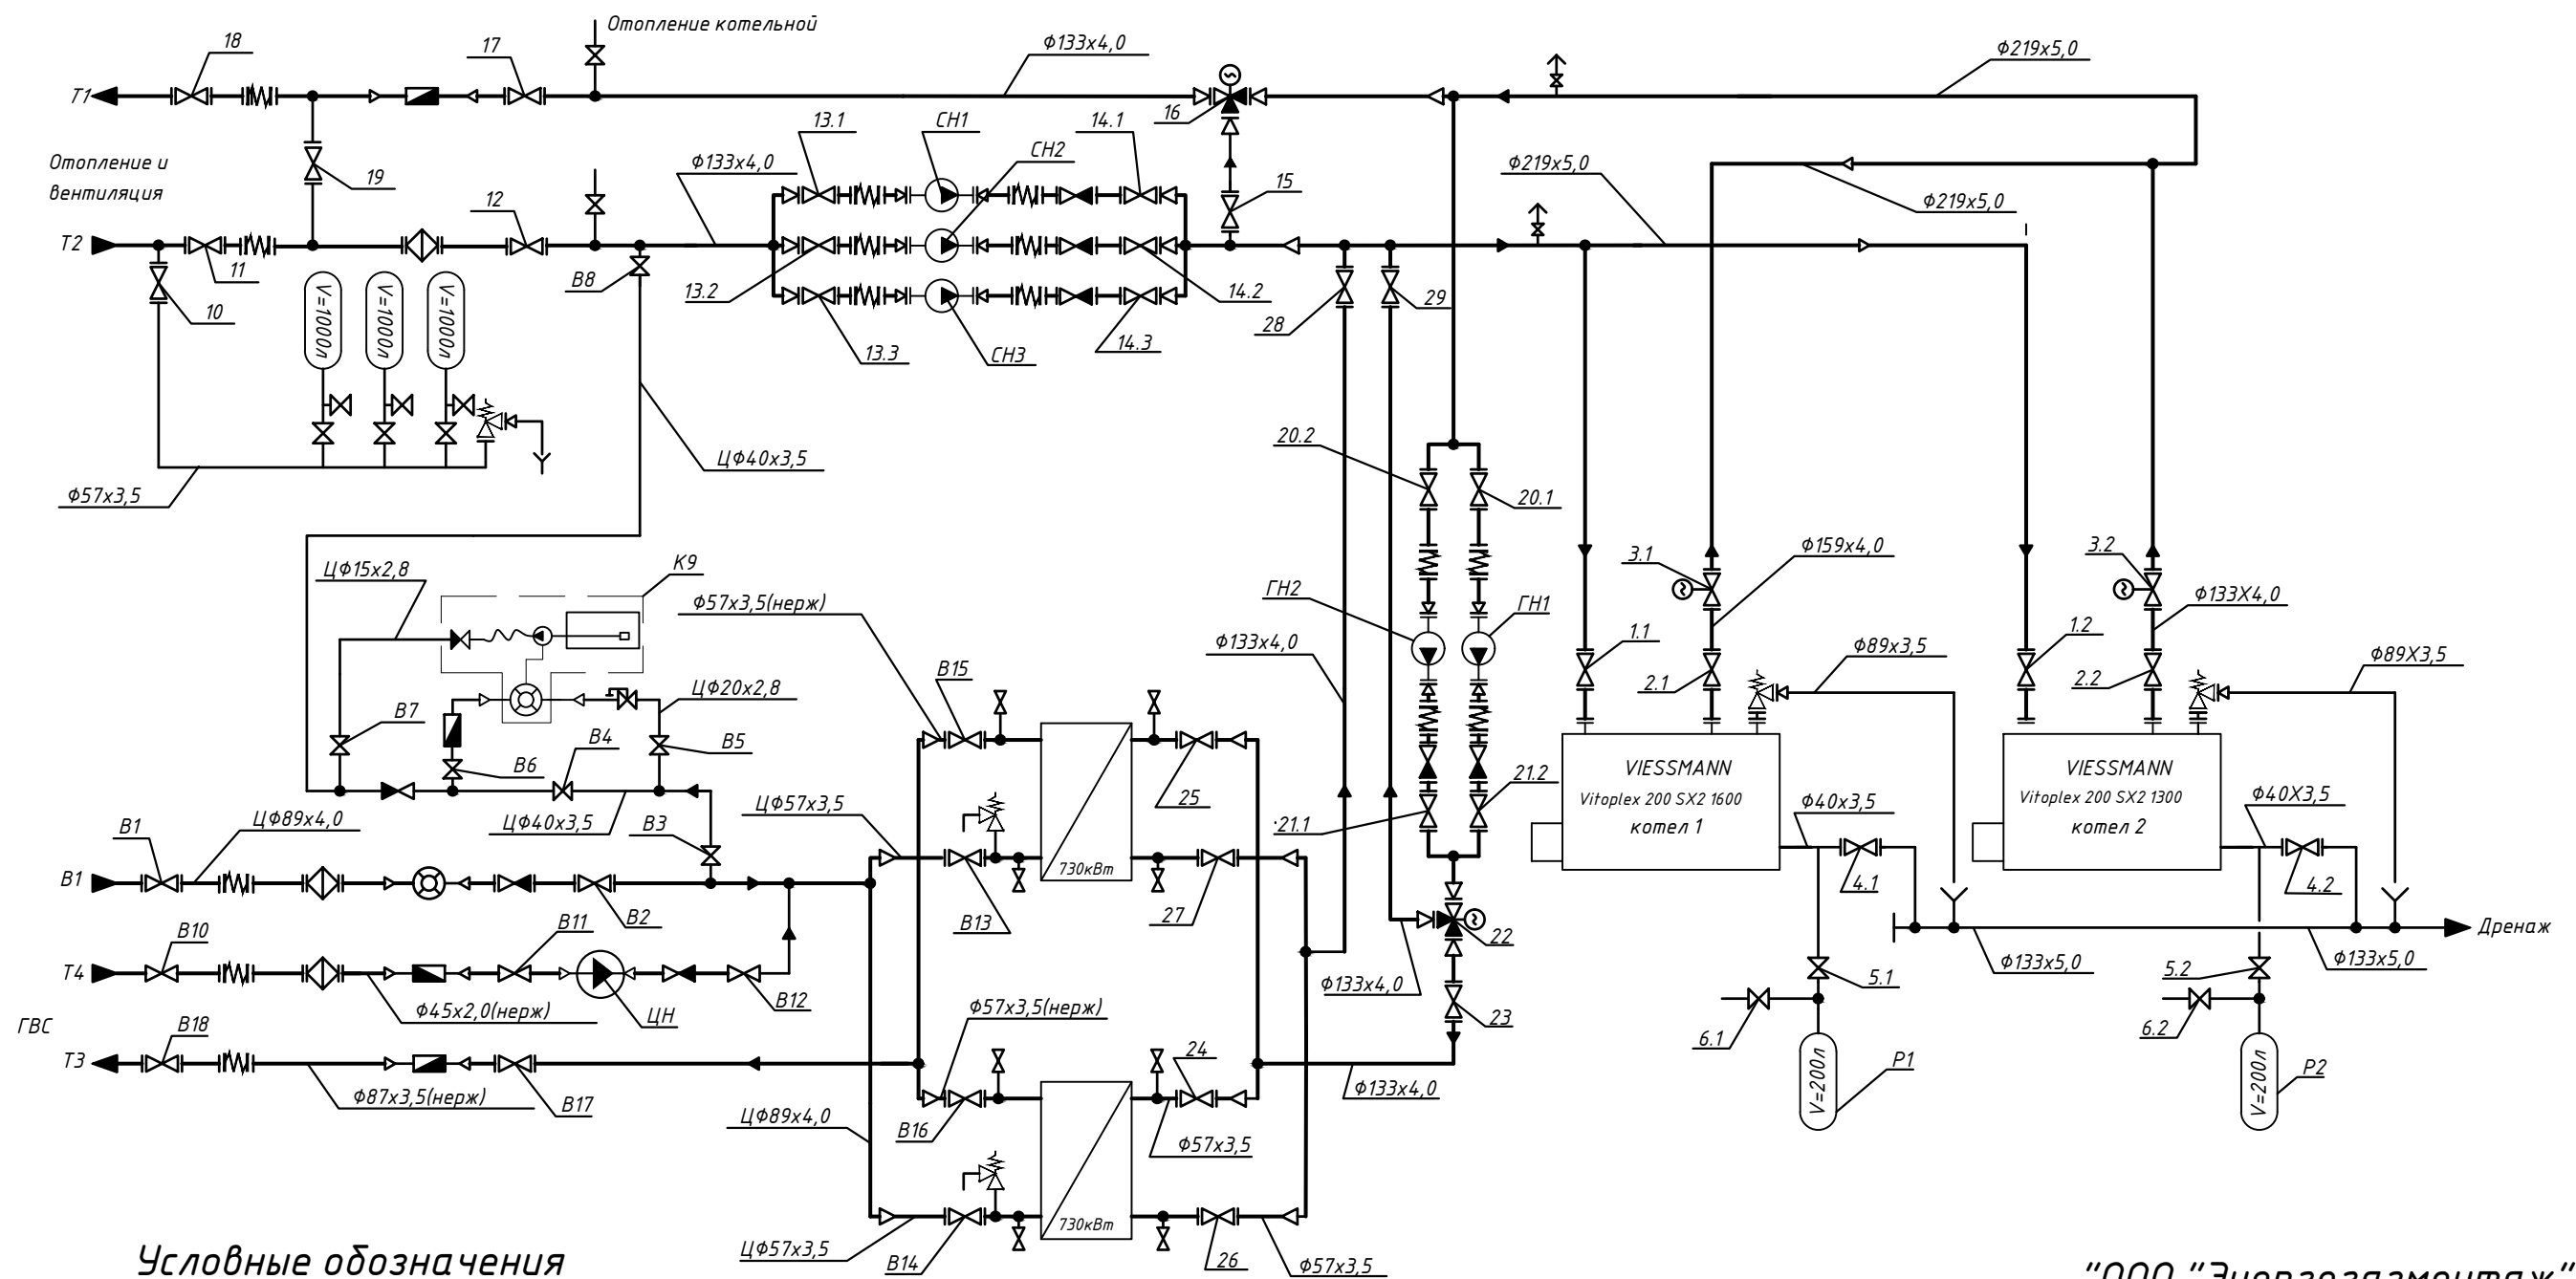 Отопление котельной
18
17
Ф133х4,0
Ф219х5,0
Т1
16
13.1
СН1
14.1
Отопление и
вентиляция
Ф133х4,0
СН2
Ф219х5,0
19
12
15
Ф219х5,0
Т2
11
В8
13.2
14.2
10
V=1000л
V=1000л
V=1000л
28
29
13.3
СН3
14.3
ЦФ40х3,5
20.2
20.1
Ф57х3,5
ЦФ15х2,8
К9
Ф57х3,5(нерж)
ГН2
ГН1
3.1
Ф159х4,0
3.2
Ф133Х4,0
Ф133х4,0
1.1
1.2
Ф89х3,5
Ф89Х3,5
В15
ЦФ20х2,8
2.1
2.2
В7
В4
В5
В6
25
21.2
VIESSMANN
Vitoplex 200 SX2 1600
котел 1
VIESSMANN
Vitoplex 200 SX2 1300
котел 2
Ф40х3,5
Ф40Х3,5
ЦФ57х3,5
В1
ЦФ89х4,0
ЦФ40х3,5
В3
21.1
730кВт
В1
4.1
4.2
В2
В13
27
В10
В11
22
Дренаж
Т4
Ф133х4,0
5.1
Ф133х5,0
5.2
Ф133х5,0
В12
Ф45х2,0(нерж)
ЦН
Ф57х3,5(нерж)
23
ГВС
В18
6.1
6.2
24
Т3
Р1
Р2
V=200л
V=200л
Ф87х3,5(нерж)
В17
Ф133х4,0
ЦФ89х4,0
В16
Ф57х3,5
730кВт
ЦФ57х3,5
В14
26
Ф57х3,5
Условные обозначения
"ООО "Энергогазмонтаж"